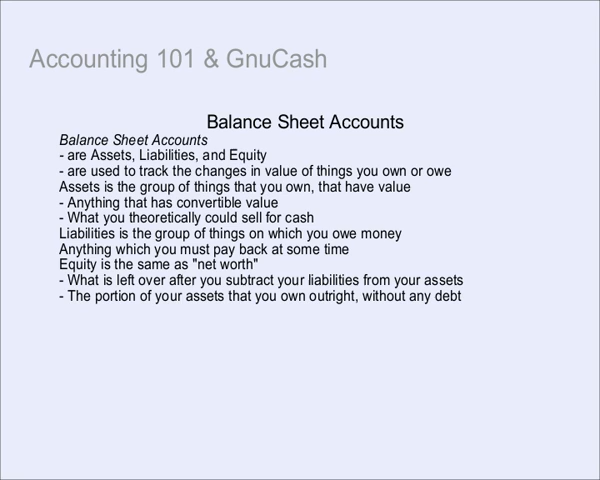 Accounting 101 & GnuCash
Balance Sheet Accounts
Balance Sheet Accounts
- are Assets, Liabilities, and Equity
- are used to track the changes in value of things you own or owe
Assets is the group of things that you own, that have value
- Anything that has convertible value
- What you theoretically could sell for cash
Liabilities is the group of things on which you owe money
Anything which you must pay back at some time
Equity is the same as "net worth"
- What is left over after you subtract your liabilities from your assets
- The portion of your assets that you own outright, without any debt